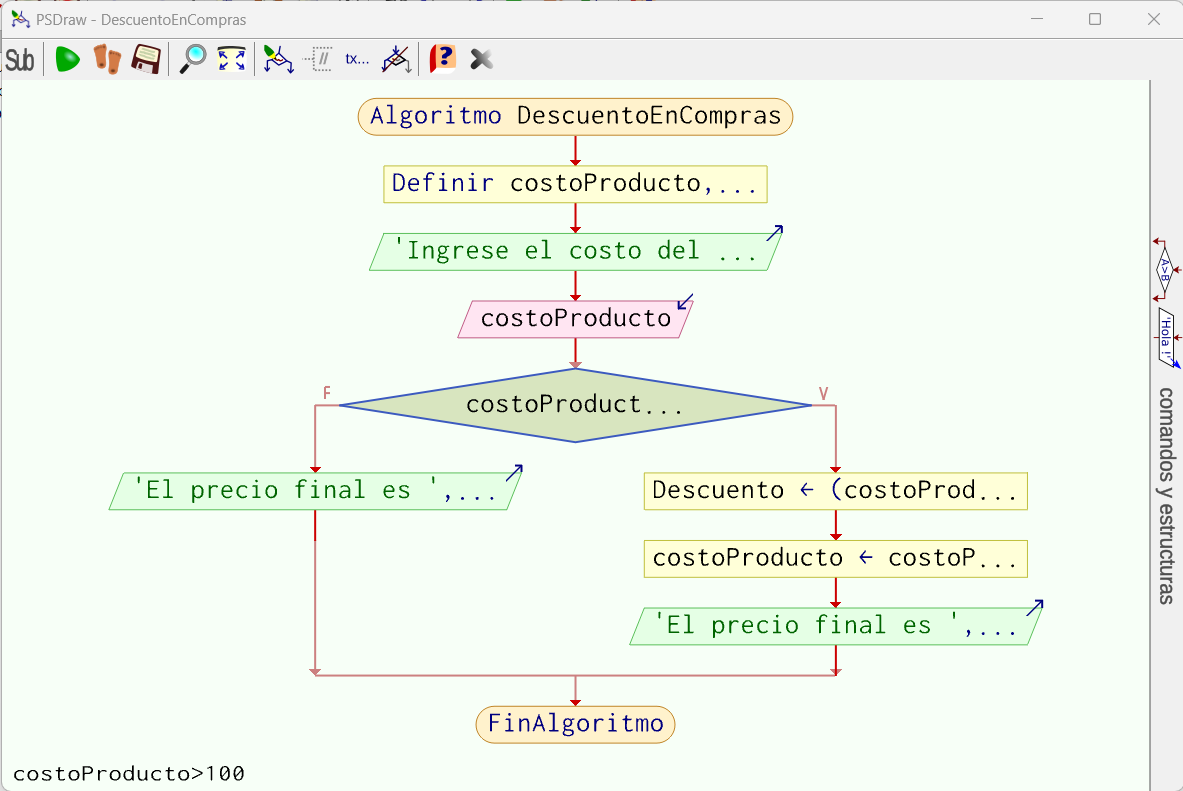 PSDraw - DescuentoEnCompras
Sub
tx...
Algoritmo DescuentoEnCompras
Definir costoProducto,...
'Ingrese el costo del ...
costoProducto
costoProduct...
F
V
'El precio final es ',...
Descuento ← (costoProd...
costoProducto ← costoP...
'El precio final es ',...
FinAlgoritmo
costoProducto>100
A>B
'Hola !'
comandos y estructuras